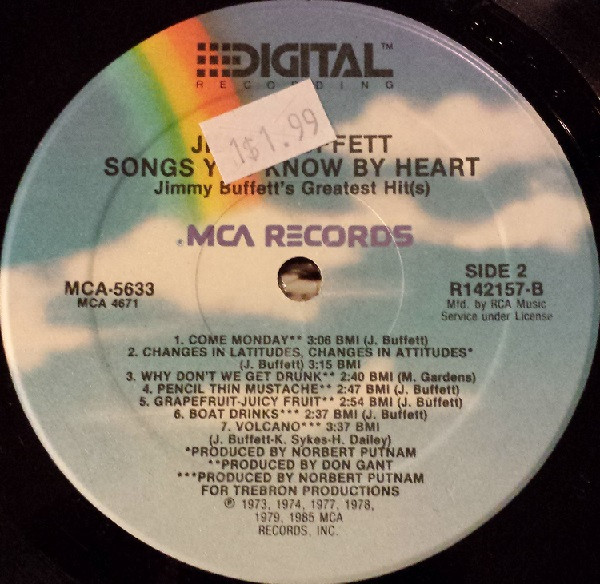 DIGITAL™
RECORDING
1$1.99
J FFETT
SONGS Y KNOW BY HEART
Jimmy Buffett's Greatest Hit(s)
MCA RECORDS
MCA-5633
MCA 4671
SIDE 2
R142157-B
Mfd. by RCA Music
Service under License
1. COME MONDAY** 3:06 BMI (J. Buffett)
2. CHANGES IN LATITUDES, CHANGES IN ATTITUDES*
(J. Buffett) 3:15 BMI
3. WHY DON'T WE GET DRUNK** 2:40 BMI (M. Gardens)
4. PENCIL THIN MUSTACHE** 2:47 BMI (J. Buffett)
5. GRAPEFRUIT-JUICY FRUIT** 2:54 BMI (J. Buffett)
6. BOAT DRINKS*** 2:37 BMI (J. Buffett)
7. VOLCANO*** 3:37 BMI
(J. Buffett-K. Sykes-H. Dailey)
*PRODUCED BY NORBERT PUTNAM
**PRODUCED BY DON GANT
***PRODUCED BY NORBERT PUTNAM
FOR TREBRON PRODUCTIONS
℗ 1973, 1974, 1977, 1978,
1979, 1985 MCA
RECORDS, INC.